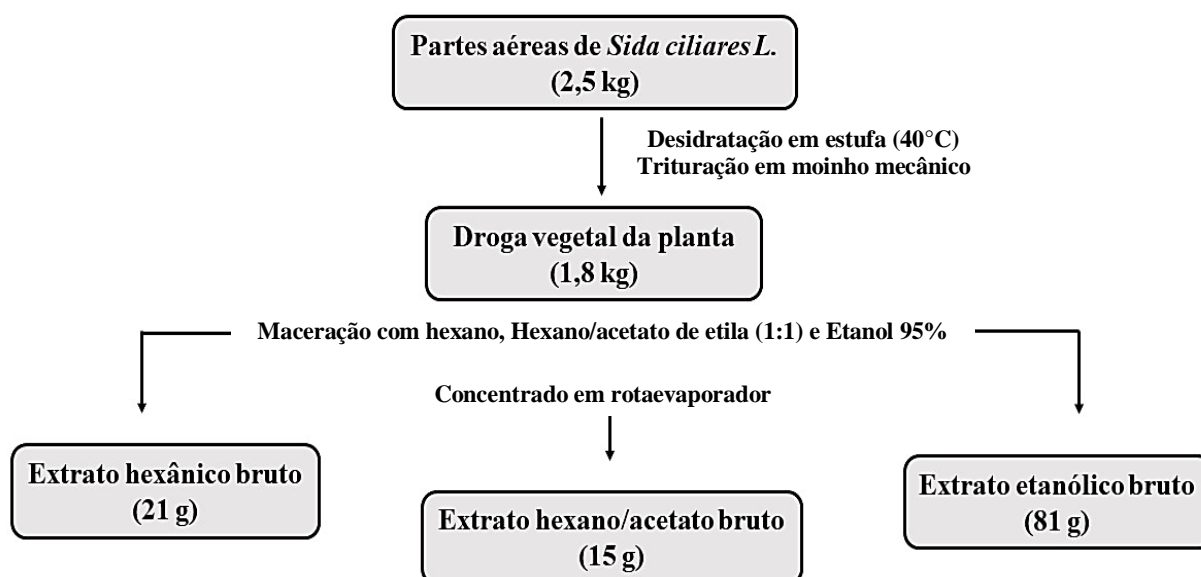 Partes aéreas de Sida ciliares L.
(2,5 kg)
Desidratação em estufa (40°C)
Trituração em moinho mecânico
Droga vegetal da planta
(1,8 kg)
Maceração com hexano, Hexano/acetato de etila (1:1) e Etanol 95%
Concentrado em rotaevaporador
Extrato hexânico bruto
(21 g)
Extrato hexano/acetato bruto
(15 g)
Extrato etanólico bruto
(81 g)